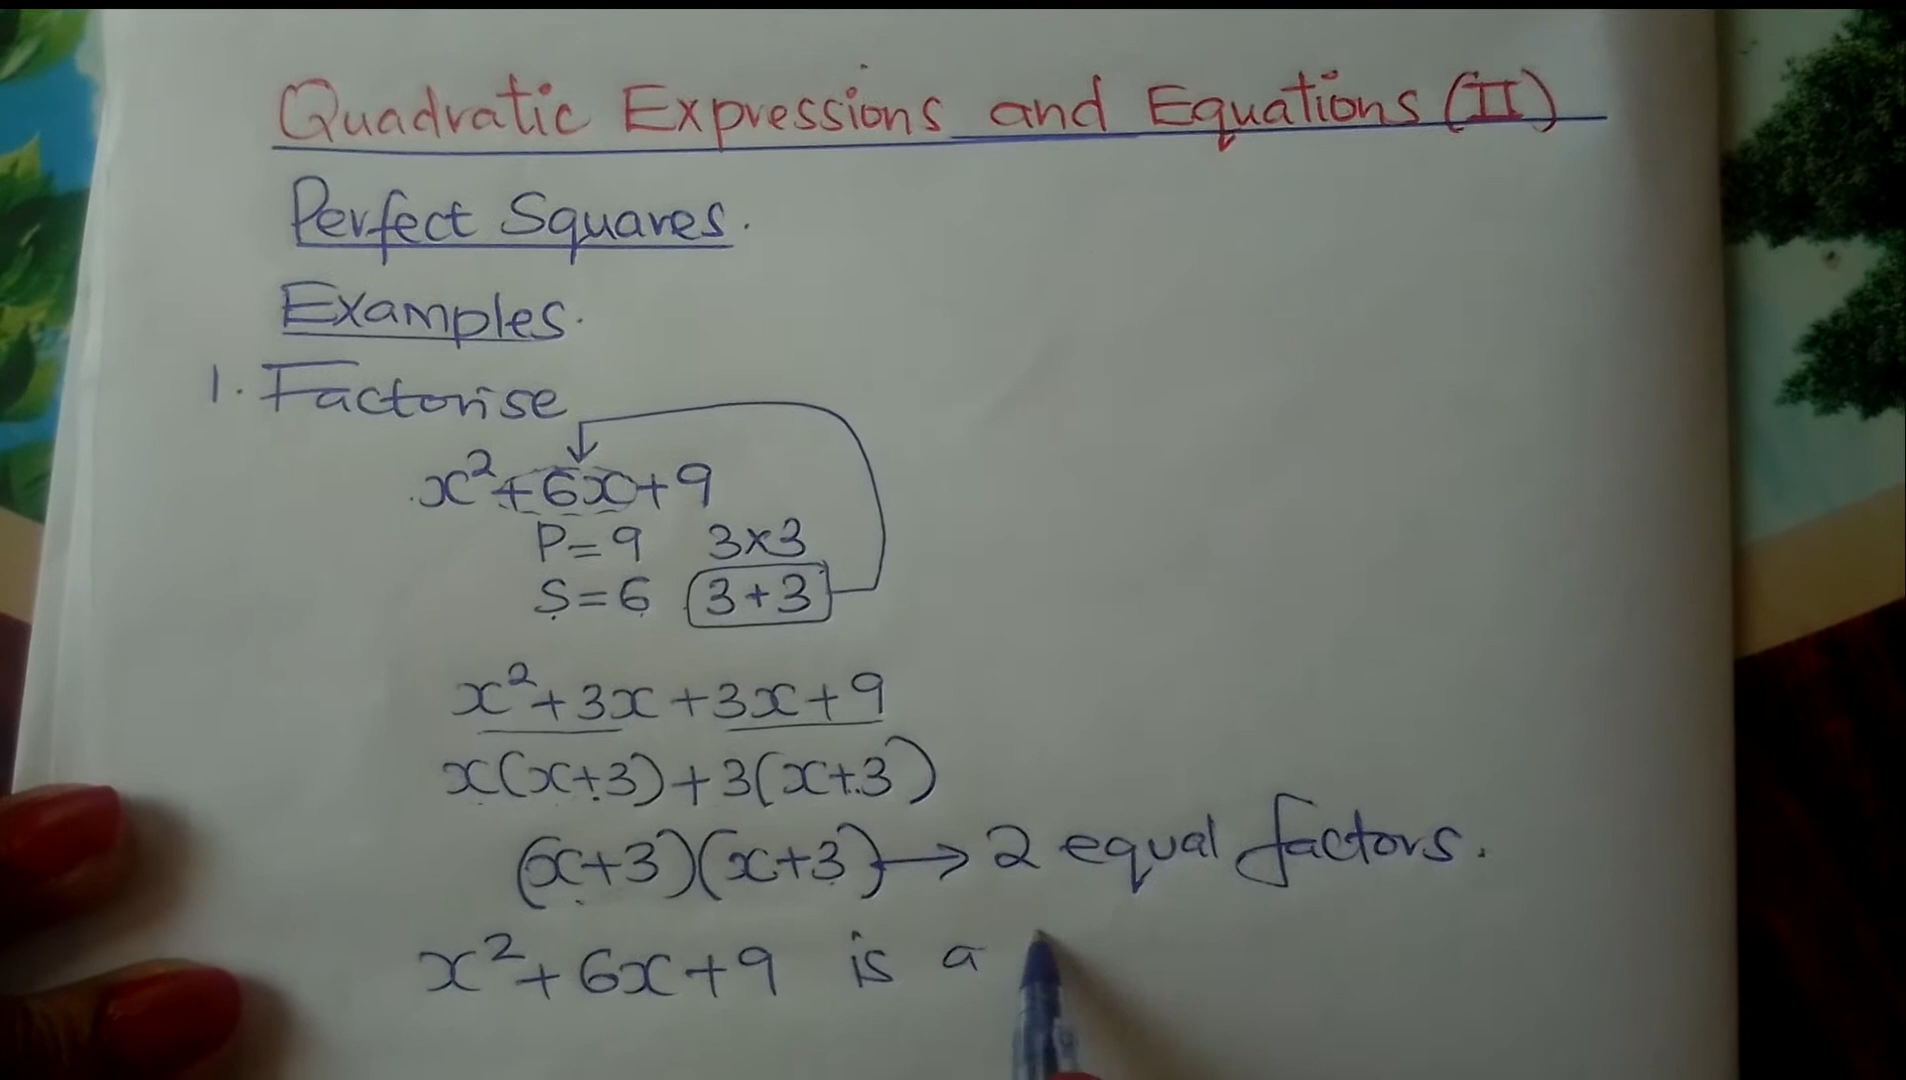 Quadratic Expressions and Equations (II)
Perfect Squares.
Examples.
1. Factorise
x²+6x+9
P=9 3×3
S=6 3+3
x²+3x+3x+9
x(x+3)+3(x+3)
(x+3)(x+3)→2 equal factors.
x²+6x+9 is a